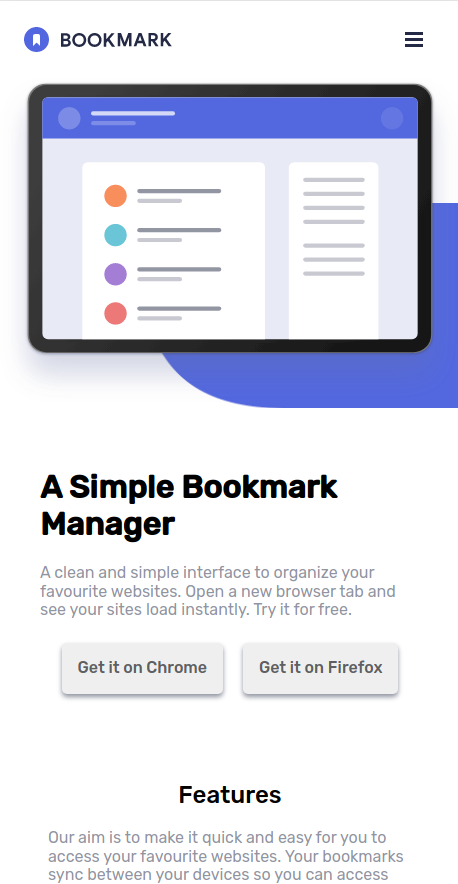 BOOKMARK
A Simple Bookmark
Manager
A clean and simple interface to organize your
favourite websites. Open a new browser tab and
see your sites load instantly. Try it for free.
Get it on Chrome
Get it on Firefox
Features
Our aim is to make it quick and easy for you to
access your favourite websites. Your bookmarks
sync between your devices so you can access